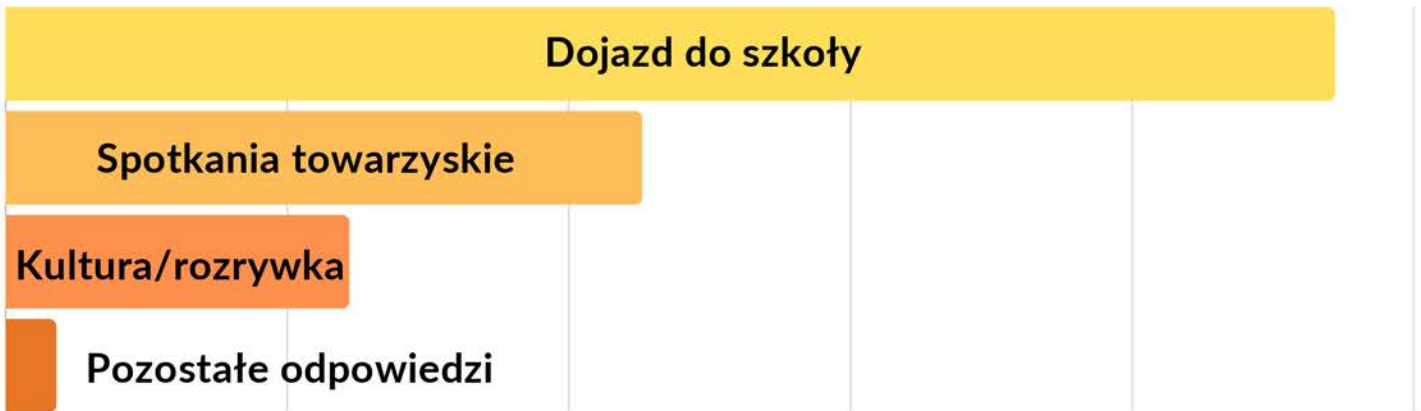 Dojazd do szkoły
Spotkania towarzyskie
Kultura/rozrywka
Pozostałe odpowiedzi